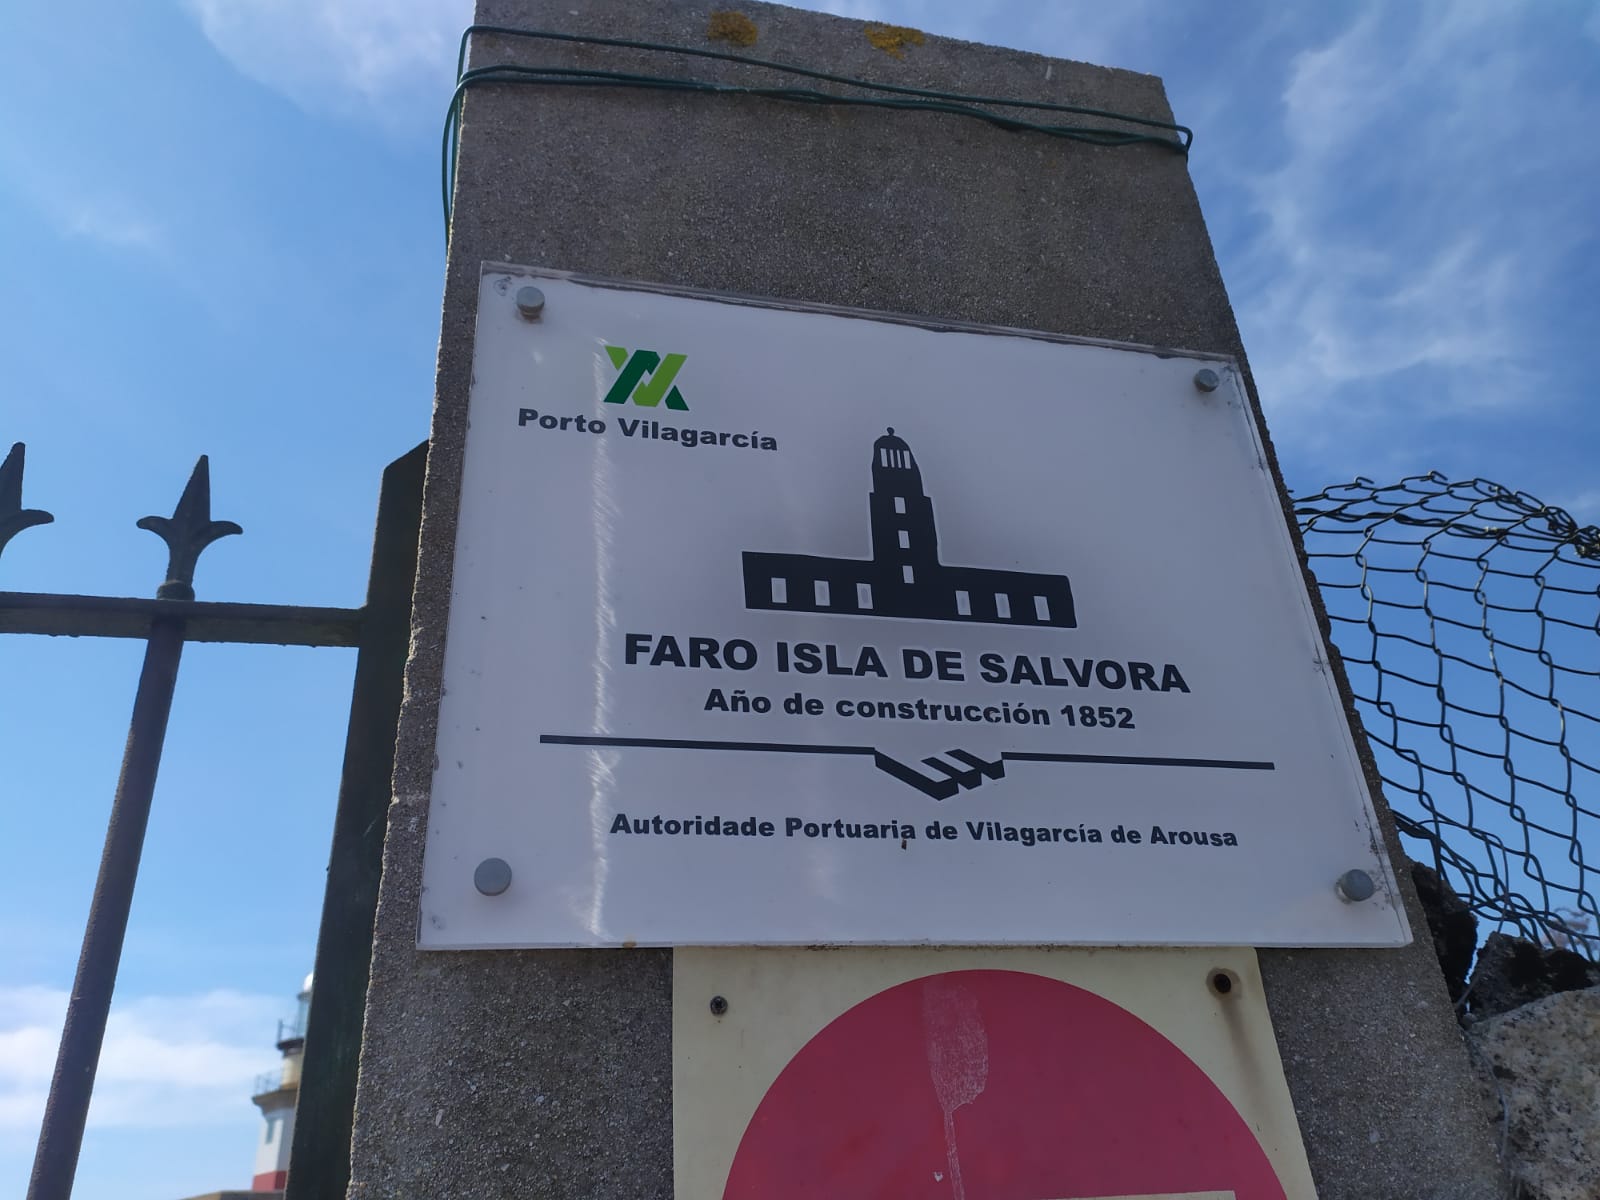 Porto Vilagarcía
FARO ISLA DE SALVORA
Año de construcción 1852
Autoridade Portuaria de Vilagarcía de Arousa